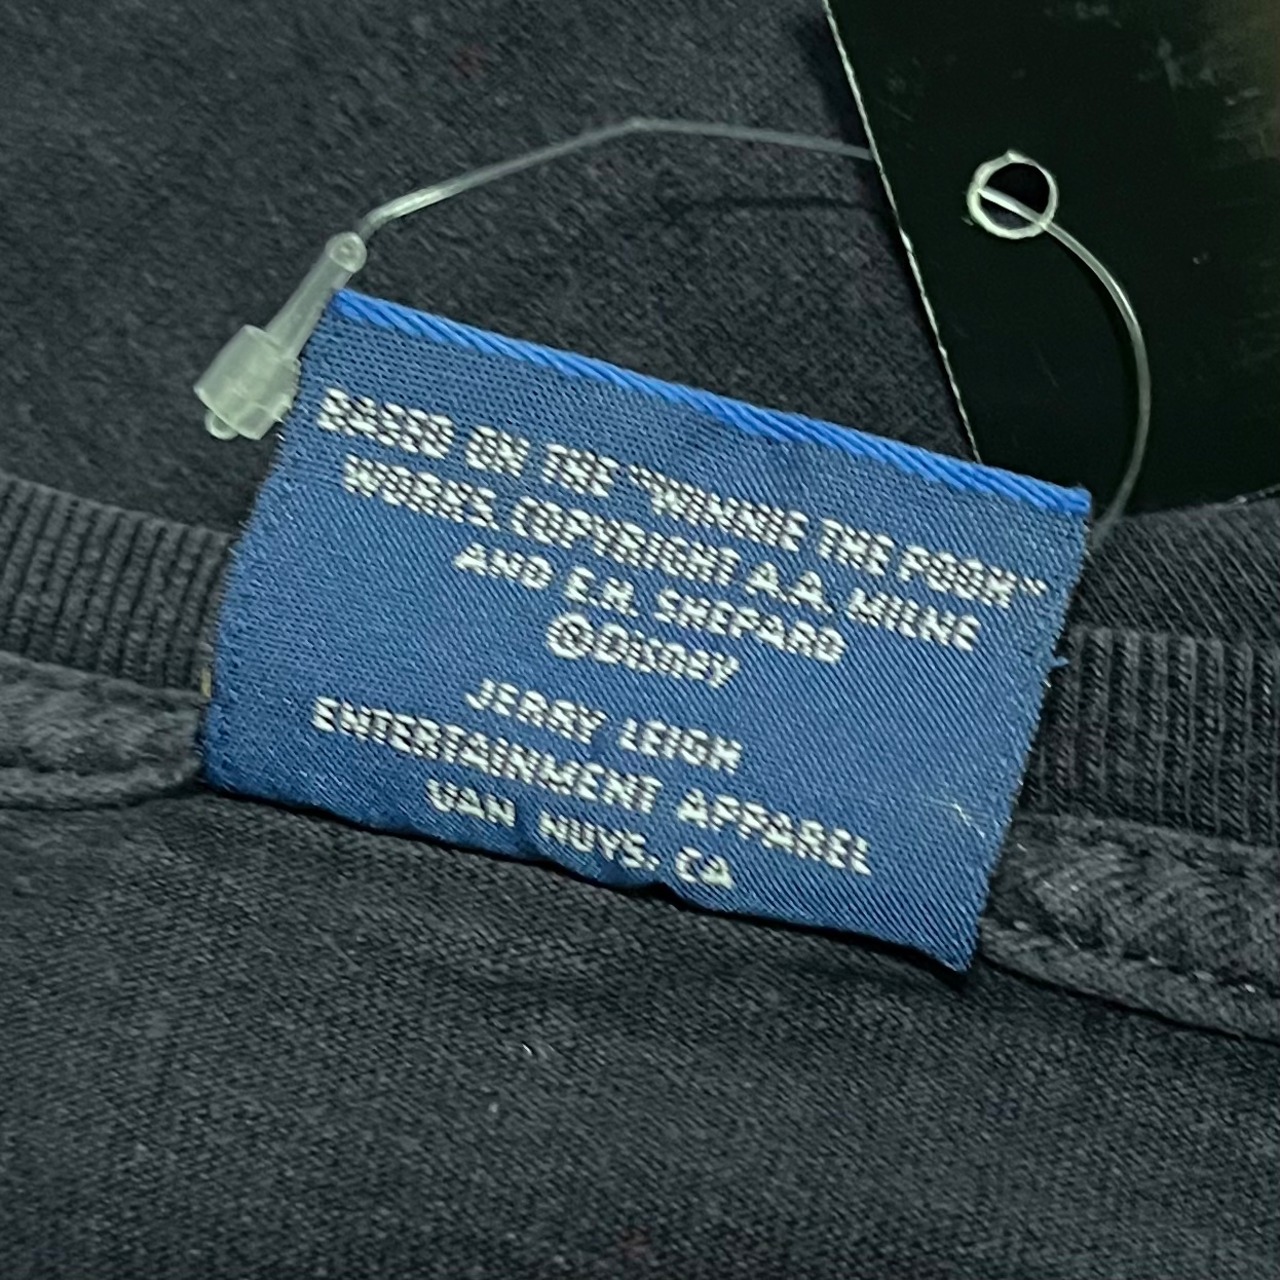 BASED ON THE "WINNIE THE POOH"
WORKS, COPYRIGHT A.A. MILNE
AND E.H. SHEPARD
©Disney
JERRY LEIGH
ENTERTAINMENT APPAREL
VAN NUYS, CA